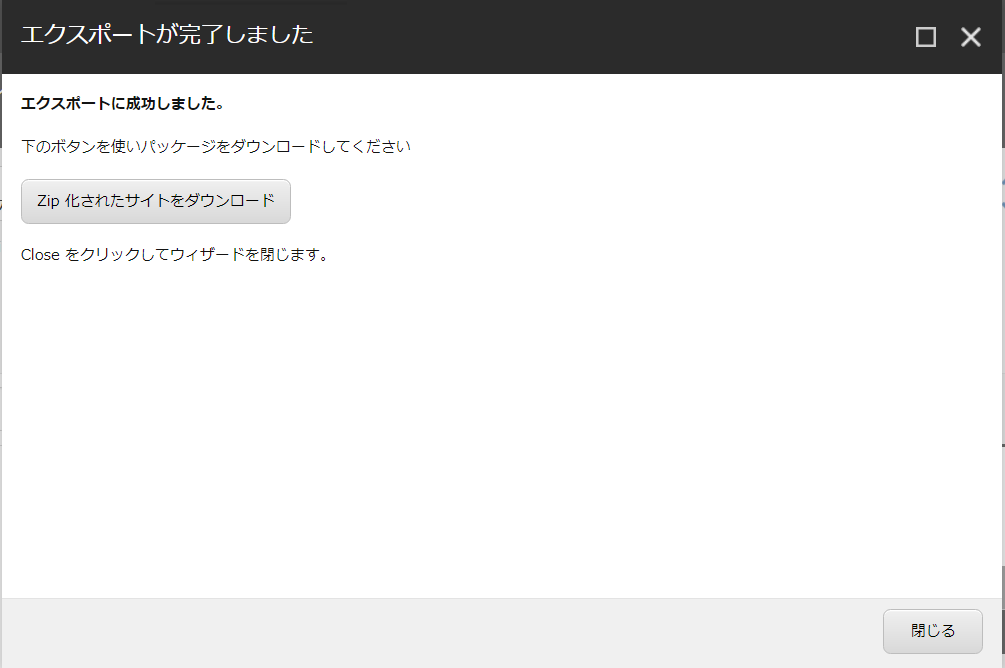 エクスポートが完了しました
エクスポートに成功しました。
下のボタンを使いパッケージをダウンロードしてください
Zip 化されたサイトをダウンロード
Close をクリックしてウィザードを閉じます。
閉じる